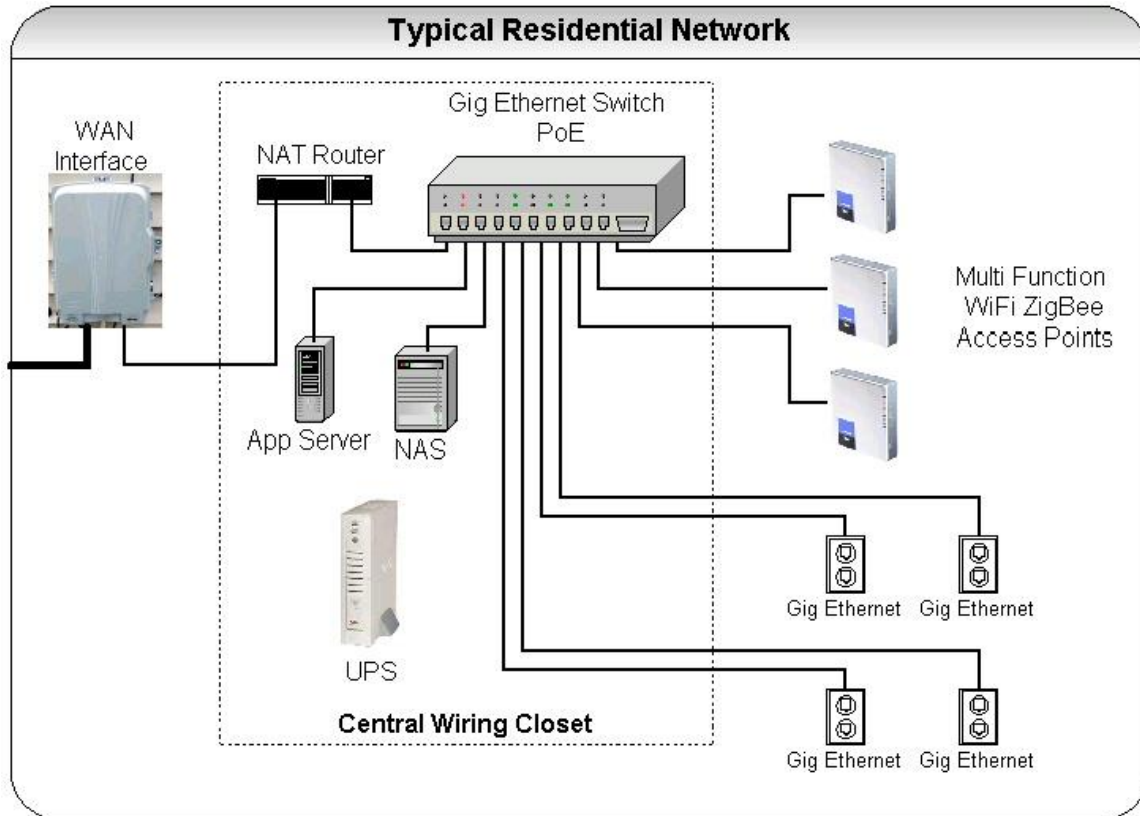 Typical Residential Network
Gig Ethernet Switch
PoE
WAN
Interface
NAT Router
Multi Function
WiFi ZigBee
Access Points
App Server
NAS
UPS
Central Wiring Closet
Gig Ethernet
Gig Ethernet
Gig Ethernet
Gig Ethernet